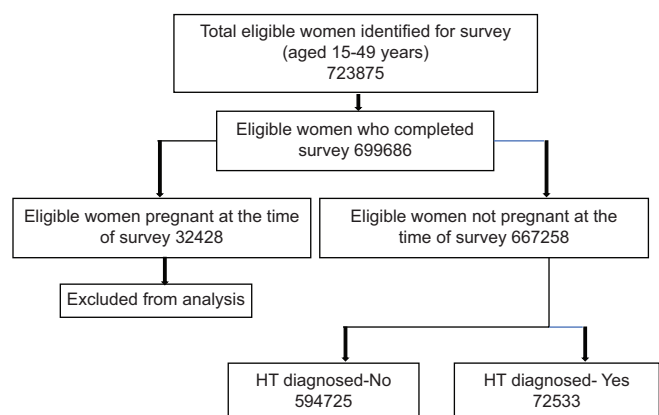 Total eligible women identified for survey
(aged 15-49 years)
723875
Eligible women who completed
survey 699686
Eligible women pregnant at the time
of survey 32428
Eligible women not pregnant at the
time of survey 667258
Excluded from analysis
HT diagnosed-No
594725
HT diagnosed- Yes
72533